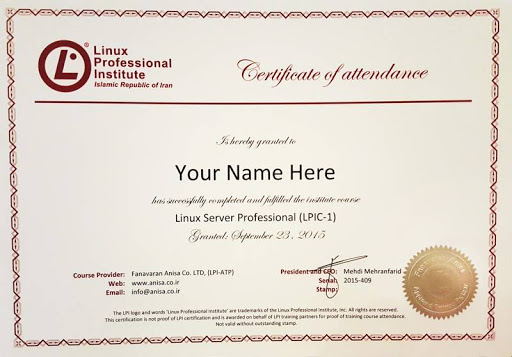 Linux
Professional
Institute
Islamic Republic of Iran
Certificate of attendance
Is hereby granted to
Your Name Here
has successfully completed and fulfilled the institute course
Linux Server Professional (LPIC-1)
Granted: September 23, 2015
Course Provider: Fanavaran Anisa Co. LTD, (LPI-ATP)
Web: www.anisa.co.ir
Email: info@anisa.co.ir
President and CEO: Mehdi Mehranfarid
Serial: 2015-409
Stamp:
The LPI logo and words 'Linux Professional Institute' are trademarks of the Linux Professional Institute, Inc. All rights are reserved.
This certification is not proof of LPI certification and is awarded on behalf of LPI training partners for proof of training course attendance.
Not valid without outstanding stamp.